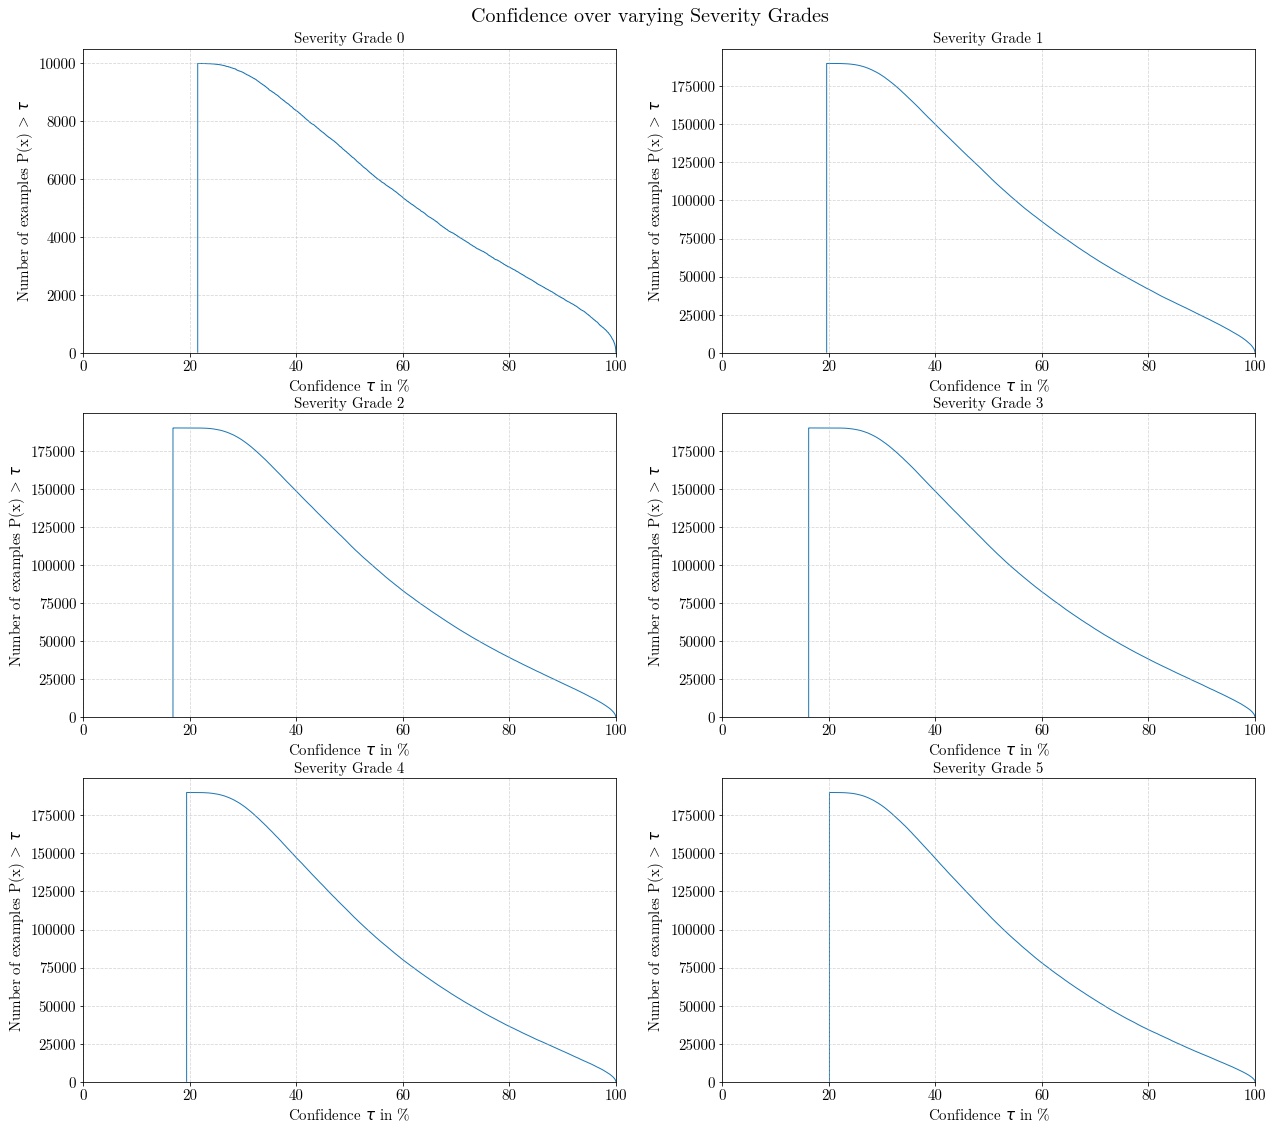 Confidence over varying Severity Grades
Severity Grade 0
Number of examples P(x) > τ
10000
8000
6000
4000
2000
0
0 20 40 60 80 100
Confidence τ in %
Severity Grade 1
Number of examples P(x) > τ
175000
150000
125000
100000
75000
50000
25000
0
0 20 40 60 80 100
Confidence τ in %
Severity Grade 2
Number of examples P(x) > τ
175000
150000
125000
100000
75000
50000
25000
0
0 20 40 60 80 100
Confidence τ in %
Severity Grade 3
Number of examples P(x) > τ
175000
150000
125000
100000
75000
50000
25000
0
0 20 40 60 80 100
Confidence τ in %
Severity Grade 4
Number of examples P(x) > τ
175000
150000
125000
100000
75000
50000
25000
0
0 20 40 60 80 100
Confidence τ in %
Severity Grade 5
Number of examples P(x) > τ
175000
150000
125000
100000
75000
50000
25000
0
0 20 40 60 80 100
Confidence τ in %